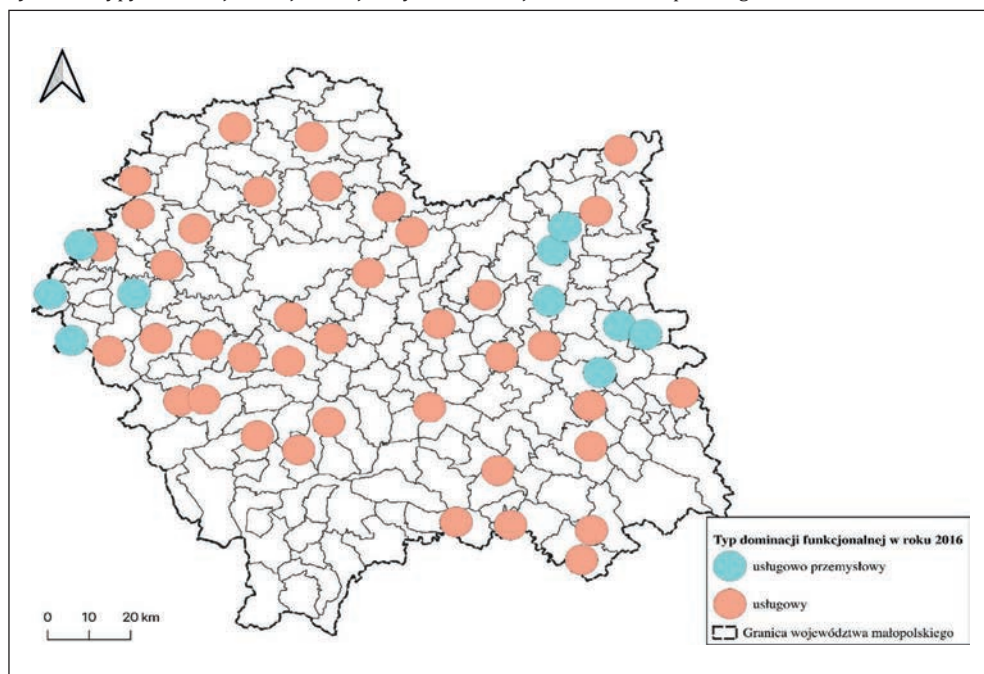 0 10 20 km
Typ dominacji funkcjonalnej w roku 2016
usługowo przemysłowy
usługowy
Granica województwa małopolskiego